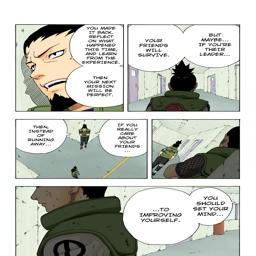 BUT
MAYBE...
IF YOU'RE
THEIR
LEADER...
YOUR
FRIENDS
WILL
SURVIVE.
YOU MADE
IT BACK.
REFLECT
ON WHAT
HAPPENED
THIS TIME,
AND LEARN
FROM THE
EXPERIENCE.
THEN
YOUR NEXT
MISSION
WILL BE
PERFECT.
IF YOU
REALLY
CARE
ABOUT
YOUR
FRIENDS
THEN,
INSTEAD
OF
RUNNING
AWAY...
YOU
SHOULD
SET YOUR
MIND...
...TO
IMPROVING
YOURSELF.